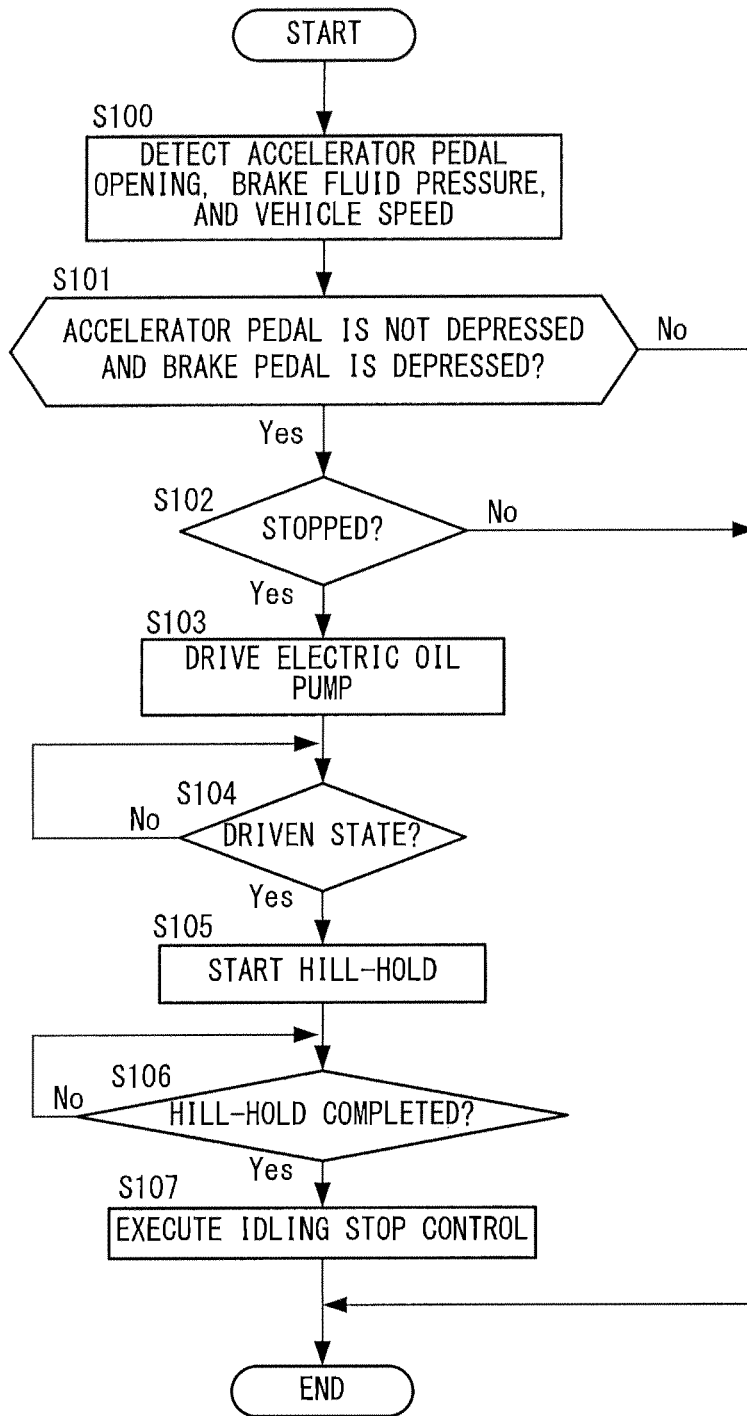 START
S100
DETECT ACCELERATOR PEDAL
OPENING, BRAKE FLUID PRESSURE,
AND VEHICLE SPEED
S101
ACCELERATOR PEDAL IS NOT DEPRESSED
AND BRAKE PEDAL IS DEPRESSED?
No
Yes
S102
STOPPED?
No
Yes
S103
DRIVE ELECTRIC OIL
PUMP
S104
No
DRIVEN STATE?
Yes
S105
START HILL-HOLD
S106
No
HILL-HOLD COMPLETED?
Yes
S107
EXECUTE IDLING STOP CONTROL
END